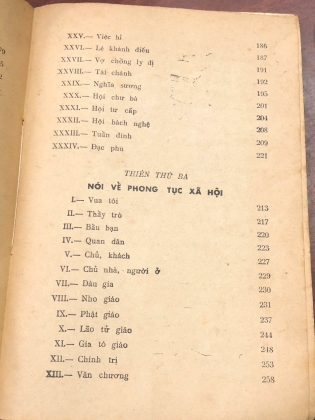 XXV.— Việc hỉ 186
XXVI.— Lễ khánh điếu 187
XXVII.— Vợ chồng ly dị 191
XXVIII.— Tài chánh 192
XXIX.— Nghĩa sương 195
XXX.— Hội chư bà 201
XXXI.— Hội tư cấp 204
XXXII.— Hội bách nghệ 208
XXXIII.— Tuần đinh 209
XXXIV.— Đạc phu 221
THIÊN THỨ BA
NÓI VỀ PHONG TỤC XÃ HỘI
I.— Vua tôi 213
II.— Thầy trò 217
III.— Bầu bạn 220
IV.— Quan dân 223
V.— Chủ, khách 227
VI.— Chủ nhà, người ở 229
VII.— Đảu gia 230
VIII.— Nho giáo 231
IX.— Phật giáo 237
X.— Lão tử giáo 244
XI.— Gia tô giáo 248
XII.— Chính trị 253
XIII.— Văn chương 258